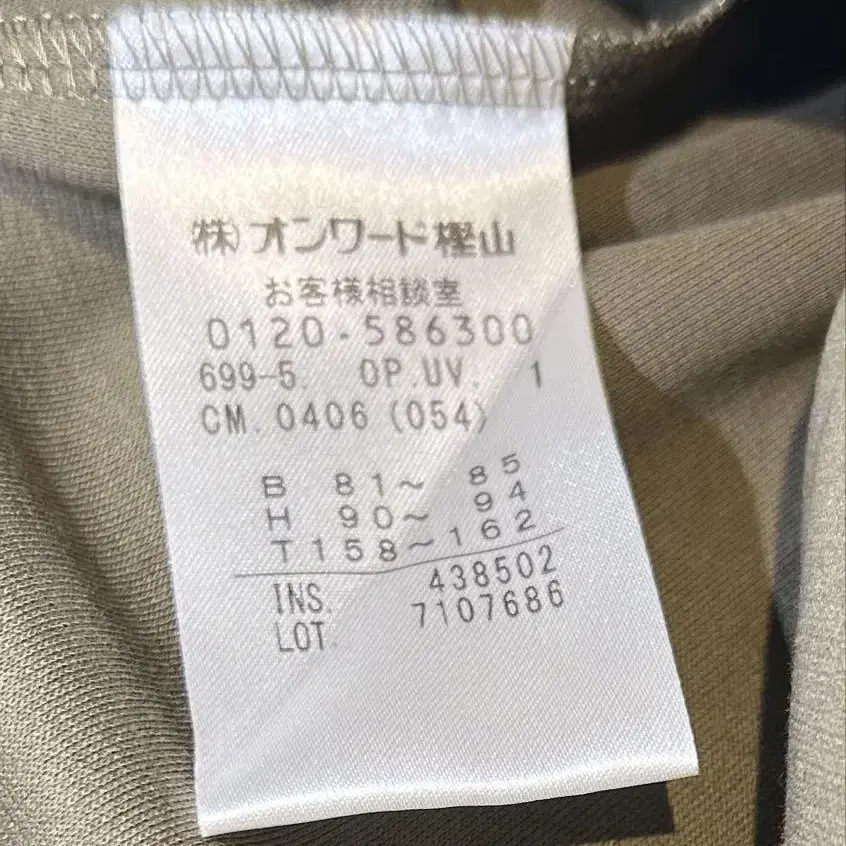 (株)オンワード樫山
お客様相談室
0120-586300
699-5. OP.UV. 1
CM. 0406 (054)
B 81~ 85
H 90~ 94
T158~162
INS. 438502
LOT. 7107686